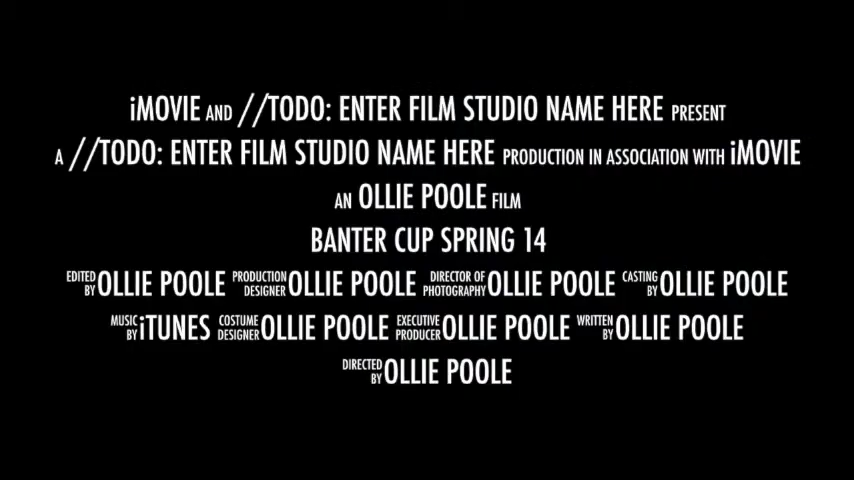 iMOVIE AND //TODO: ENTER FILM STUDIO NAME HERE PRESENT
A //TODO: ENTER FILM STUDIO NAME HERE PRODUCTION IN ASSOCIATION WITH iMOVIE
AN OLLIE POOLE FILM
BANTER CUP SPRING 14
EDITED BY OLLIE POOLE PRODUCTION DESIGNER OLLIE POOLE DIRECTOR OF PHOTOGRAPHY OLLIE POOLE CASTING BY OLLIE POOLE
MUSIC BY iTUNES COSTUME DESIGNER OLLIE POOLE EXECUTIVE PRODUCER OLLIE POOLE WRITTEN BY OLLIE POOLE
DIRECTED BY OLLIE POOLE